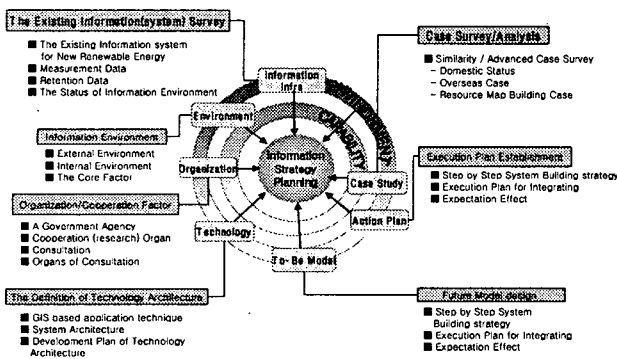 The Existing Information(system) Survey
■ The Existing Information system
for New Renewable Energy
■ Measurement Data
■ Retention Data
■ The Status of Information Environment
Information Environment
■ External Environment
■ Internal Environment
■ The Core Factor
Organization/Cooperation Factor
■ A Government Agency
■ Cooperation (research) Organ
■ Consultation
■ Organs of Consultation
The Definition of Technology Architecture
■ GIS based application technique
■ System Architecture
■ Development Plan of Technology
Architecture
Information
Infra
Environment
Organization
Technology
To-Be Model
Action Plan
Case Study
CAPABILITY
Information
Strategy
Planning
Case Survey/Analysis
■ Similarity / Advanced Case Survey
– Domestic Status
– Overseas Case
– Resource Map Building Case
Execution Plan Establishment
■ Step by Step System Building strategy
■ Execution Plan for Integrating
■ Expectation Effect
Future Model design
■ Step by Step System
Building strategy
■ Execution Plan for Integrating
■ Expectation Effect